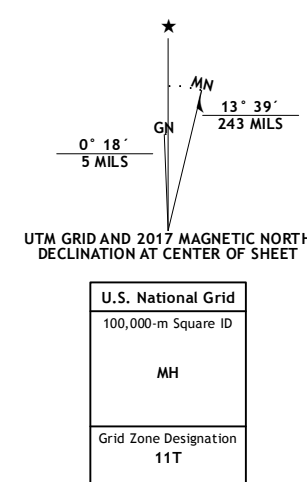 ★
MN
13° 39´
243 MILS
GN
0° 18´
5 MILS
UTM GRID AND 2017 MAGNETIC NORTH
DECLINATION AT CENTER OF SHEET
U.S. National Grid
100,000-m Square ID
MH
Grid Zone Designation
11T